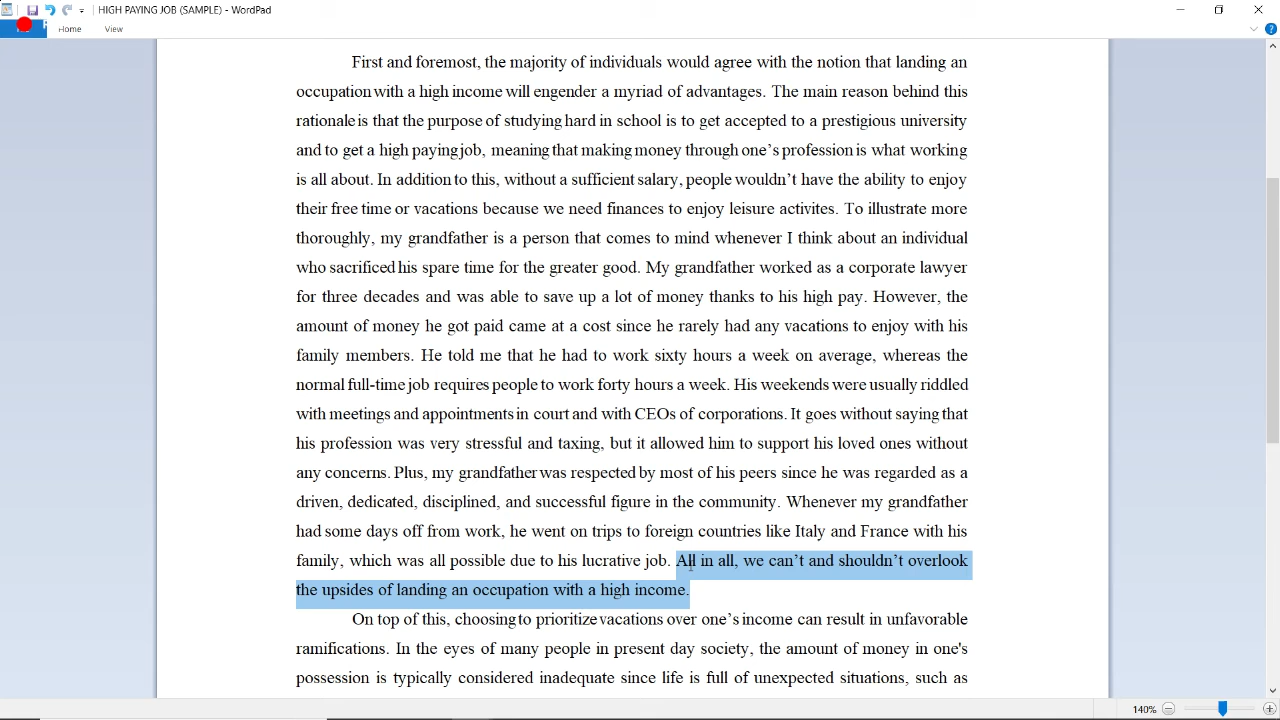 HIGH PAYING JOB (SAMPLE) - WordPad
Home View
First and foremost, the majority of individuals would agree with the notion that landing an
occupation with a high income will engender a myriad of advantages. The main reason behind this
rationale is that the purpose of studying hard in school is to get accepted to a prestigious university
and to get a high paying job, meaning that making money through one’s profession is what working
is all about. In addition to this, without a sufficient salary, people wouldn’t have the ability to enjoy
their free time or vacations because we need finances to enjoy leisure activites. To illustrate more
thoroughly, my grandfather is a person that comes to mind whenever I think about an individual
who sacrificed his spare time for the greater good. My grandfather worked as a corporate lawyer
for three decades and was able to save up a lot of money thanks to his high pay. However, the
amount of money he got paid came at a cost since he rarely had any vacations to enjoy with his
family members. He told me that he had to work sixty hours a week on average, whereas the
normal full-time job requires people to work forty hours a week. His weekends were usually riddled
with meetings and appointments in court and with CEOs of corporations. It goes without saying that
his profession was very stressful and taxing, but it allowed him to support his loved ones without
any concerns. Plus, my grandfather was respected by most of his peers since he was regarded as a
driven, dedicated, disciplined, and successful figure in the community. Whenever my grandfather
had some days off from work, he went on trips to foreign countries like Italy and France with his
family, which was all possible due to his lucrative job. All in all, we can’t and shouldn’t overlook
the upsides of landing an occupation with a high income.
On top of this, choosing to prioritize vacations over one’s income can result in unfavorable
ramifications. In the eyes of many people in present day society, the amount of money in one's
possession is typically considered inadequate since life is full of unexpected situations, such as
140%